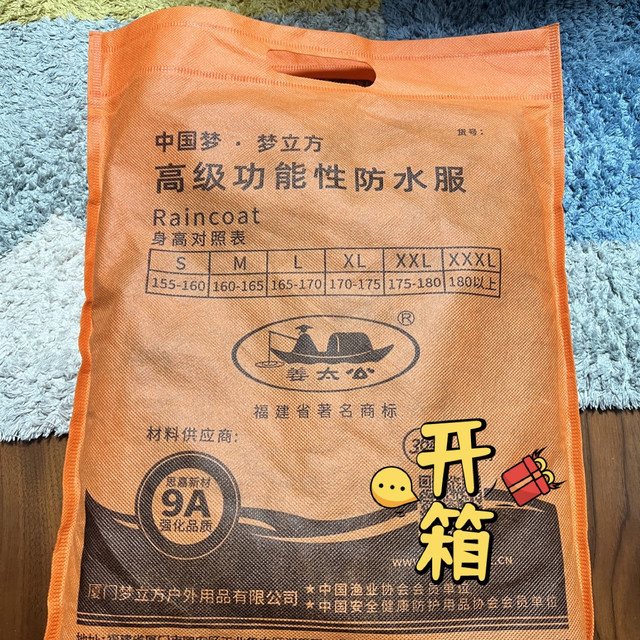 中国梦·梦立方
货号:
高级功能性防水服
Raincoat
身高对照表
S M L XL XXL XXXL
155-160 160-165 165-170 170-175 175-180 180以上
®
姜太公
福建省著名商标
材料供应商:
思嘉新材
9A
强化品质
开
箱
www.
.CN
厦门梦立方户外用品有限公司
★中国渔业协会会员单位
★中国安全健康防护用品协会会员单位